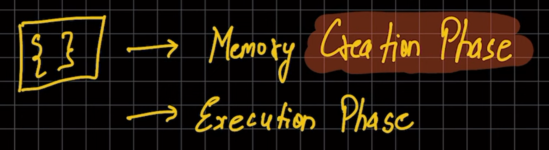 { } → Memory Creation Phase
→ Execution Phase